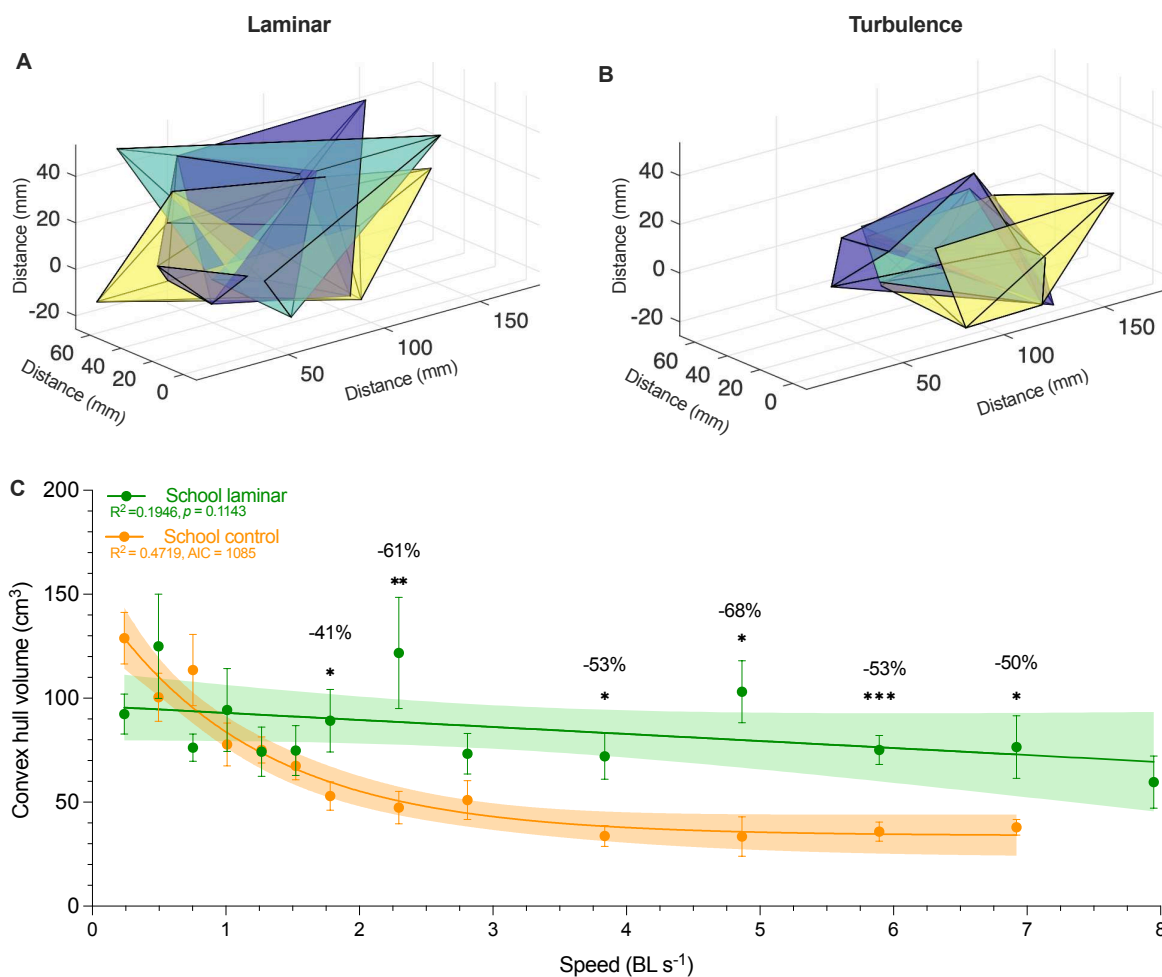 Laminar
Turbulence
A
B
40
20
0
-20
Distance (mm)
60
40
20
0
Distance (mm)
50
100
150
Distance (mm)
40
20
0
-20
Distance (mm)
60
40
20
0
Distance (mm)
50
100
150
Distance (mm)
C
School laminar
R²=0.1946, p = 0.1143
School control
R² = 0.4719, AIC = 1085
-41%
*
-61%
**
-53%
*
-68%
*
-53%
***
-50%
*
200
150
100
50
0
Convex hull volume (cm³)
0 1 2 3 4 5 6 7 8
Speed (BL s⁻¹)